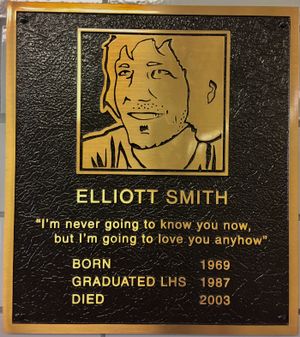 ELLIOTT SMITH
"I'm never going to know you now,
but I'm going to love you anyhow"
BORN 1969
GRADUATED LHS 1987
DIED 2003